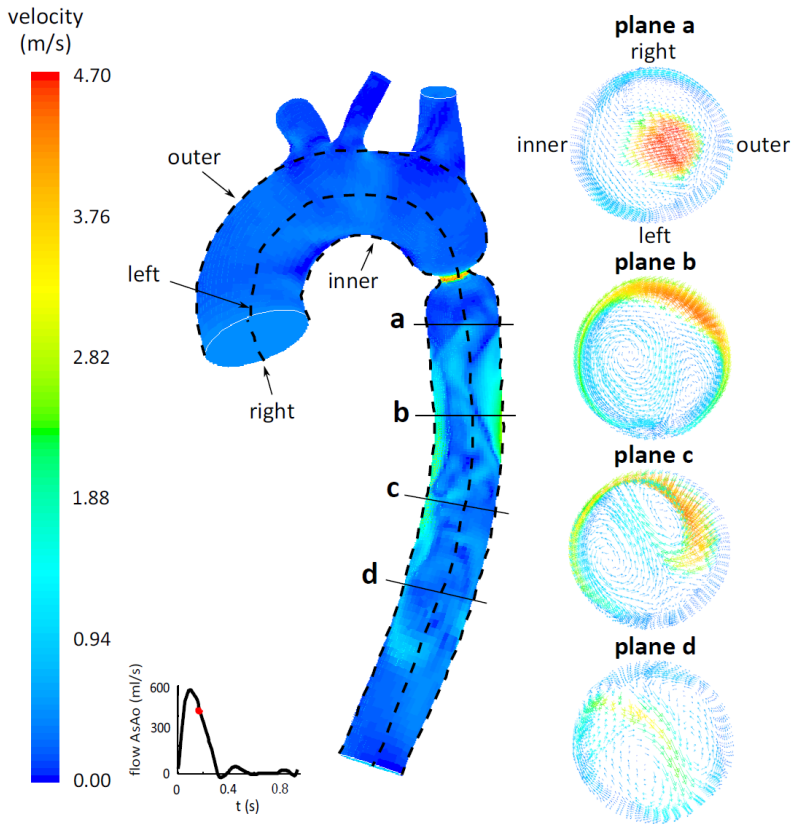 velocity
(m/s)
4.70
3.76
2.82
1.88
0.94
0.00
outer
left
inner
right
a
b
c
d
flow AsAo (ml/s)
600
300
0
0
0.4
0.8
t (s)
plane a
right
inner
outer
left
plane b
plane c
plane d